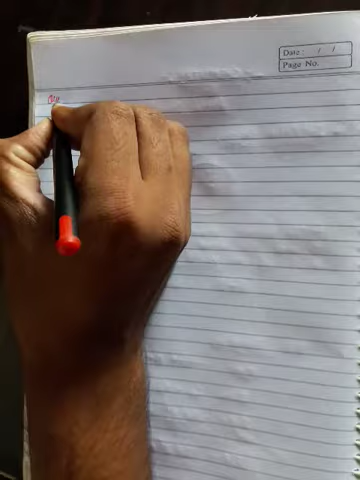 Date :    /    /
Page No.